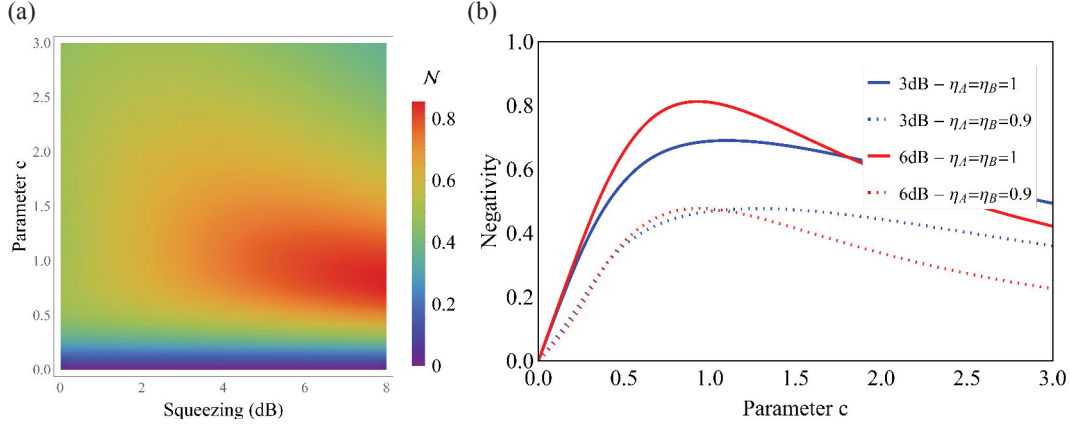 (a)
3.0
2.5
2.0
1.5
1.0
0.5
0.0
Parameter c
0
2
4
6
8
Squeezing (dB)
𝒩
0.8
0.6
0.4
0.2
0
(b)
1.0
0.8
0.6
0.4
0.2
0.0
Negativity
3dB – ηA=ηB=1
3dB – ηA=ηB=0.9
6dB – ηA=ηB=1
6dB – ηA=ηB=0.9
0.0
0.5
1.0
1.5
2.0
2.5
3.0
Parameter c